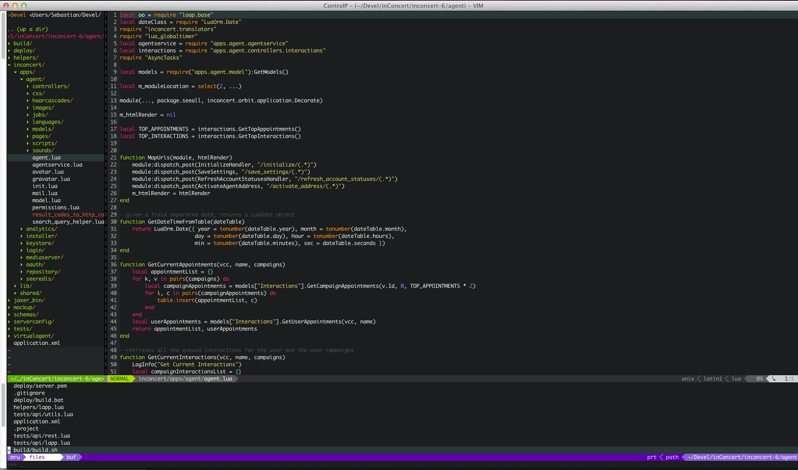 ControlP - (~/Devel/inConcert/inconcert-6/agent) - VIM
-Devel <Users/Sebastian/Devel/
.. (up a dir)
<l/inConcert/inconcert-6/agent/
build/
deploy/
helpers/
inconcert/
apps/
agent/
controllers/
css/
haarcascades/
images/
jobs/
languages/
models/
pages/
scripts/
sounds/
agent.lua
agentservice.lua
avatar.lua
gravatar.lua
init.lua
mail.lua
model.lua
permissions.lua
result_codes_to_http_co
search_query_helper.lua
analytics/
installer/
keystore/
login/
mediaserver/
oauth/
repository/
seeredis/
lib/
shared/
jaxer_bin/
mockup/
schemas/
serverconfig/
tests/
virtualagent/
application.xml
1 local oo = require "loop.base"
2 local dateClass = require "LuaOrm.Date"
3 require "inconcert.translators"
4 require "lua_globaltimer"
5 local agentservice = require "apps.agent.agentservice"
6 local interactions = require "apps.agent.controllers.interactions"
7 require "AsyncTasks"
8
9 local models = require("apps.agent.model"):GetModels()
10
11 local m_moduleLocation = select(2, ...)
12
13 module(..., package.seeall, inconcert.orbit.application.Decorate)
14
15 m_htmlRender = nil
16
17 local TOP_APPOINTMENTS = interactions.GetTopAppointments()
18 local TOP_INTERACTIONS = interactions.GetTopInteractions()
19
20
21 function MapUris(module, htmlRender)
22 module:dispatch_post(InitializeHandler, "/initialize/(.*)")
23 module:dispatch_post(SaveSettings, "/save_settings/(.*)")
24 module:dispatch_post(RefreshAccountStatusesHandler, "/refresh_account_statuses/(.*)")
25 module:dispatch_post(ActivateAgentAddress, "/activate_address/(.*)")
26 m_htmlRender = htmlRender
27 end
28
29 --given a field separated date, returns a LuaDate object
30 function GetDateTimeFromTable(dateTable)
31 return LuaOrm.Date({ year = tonumber(dateTable.year), month = tonumber(dateTable.month),
32 day = tonumber(dateTable.day), hour = tonumber(dateTable.hours),
33 min = tonumber(dateTable.minutes), sec = dateTable.seconds })
34 end
35
36 function GetCurrentAppointments(vcc, name, campaigns)
37 local appointmentList = {}
38 for k, v in pairs(campaigns) do
39 local campaignAppointments = models["Interactions"].GetCampaignAppointments(v.Id, 0, TOP_APPOINTMENTS * 2)
40 for i, c in pairs(campaignAppointments) do
41 table.insert(appointmentList, c)
42 end
43 end
44 local userAppointments = models["Interactions"].GetUserAppointments(vcc, name)
45 return appointmentList, userAppointments
46 end
47
48 --retrieves all the queued interactions for the user and the user campaigns
49 function GetCurrentInteractions(vcc, name, campaigns)
50 LogInfo("Get Current Interactions")
51 local campaignInteractionsList = {}
~/../inConcert/inconcert-6/age< NORMAL inconcert/apps/agent/agent.lua unix latin1 lua 0% 1:1
deploy/server.pem
.gitignore
deploy/build.bat
helpers/lapp.lua
tests/api/utils.lua
application.xml
.project
tests/api/rest.lua
tests/api/lapp.lua
> build/build.sh
mru files buf prt path ~/Devel/inConcert/inconcert-6/agent
>>> _